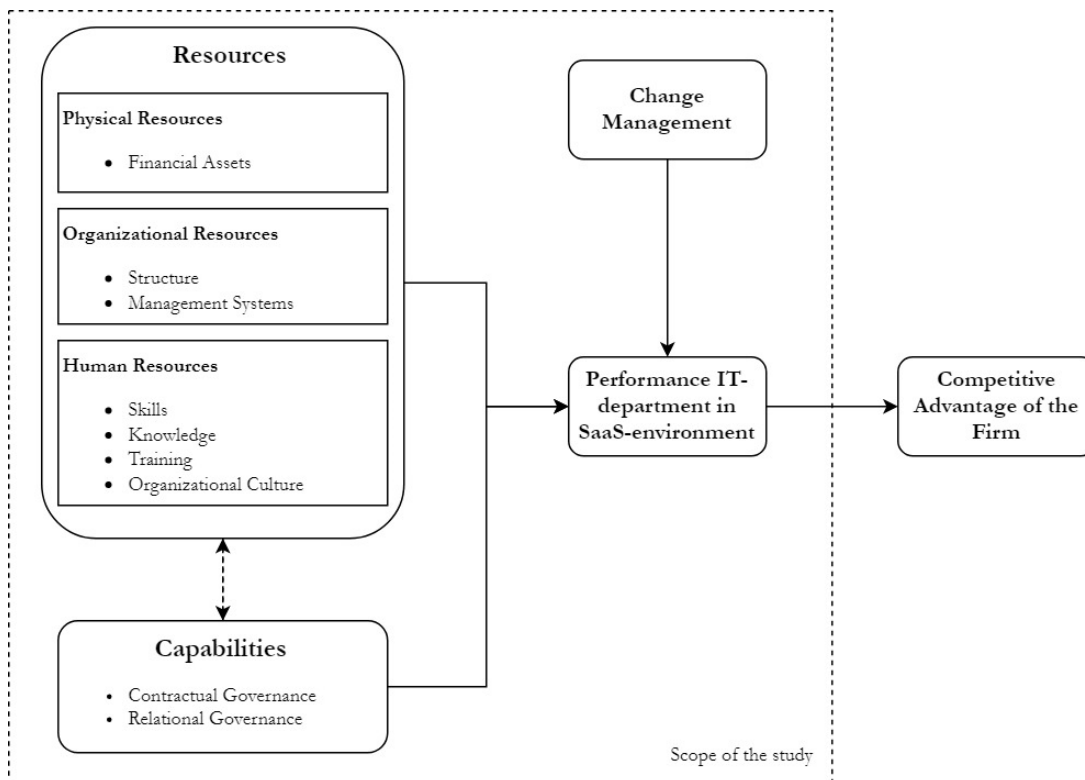 Resources
Physical Resources
• Financial Assets
Organizational Resources
• Structure
• Management Systems
Human Resources
• Skills
• Knowledge
• Training
• Organizational Culture
Capabilities
• Contractual Governance
• Relational Governance
Change
Management
Performance IT-
department in
SaaS-environment
Competitive
Advantage of the
Firm
Scope of the study